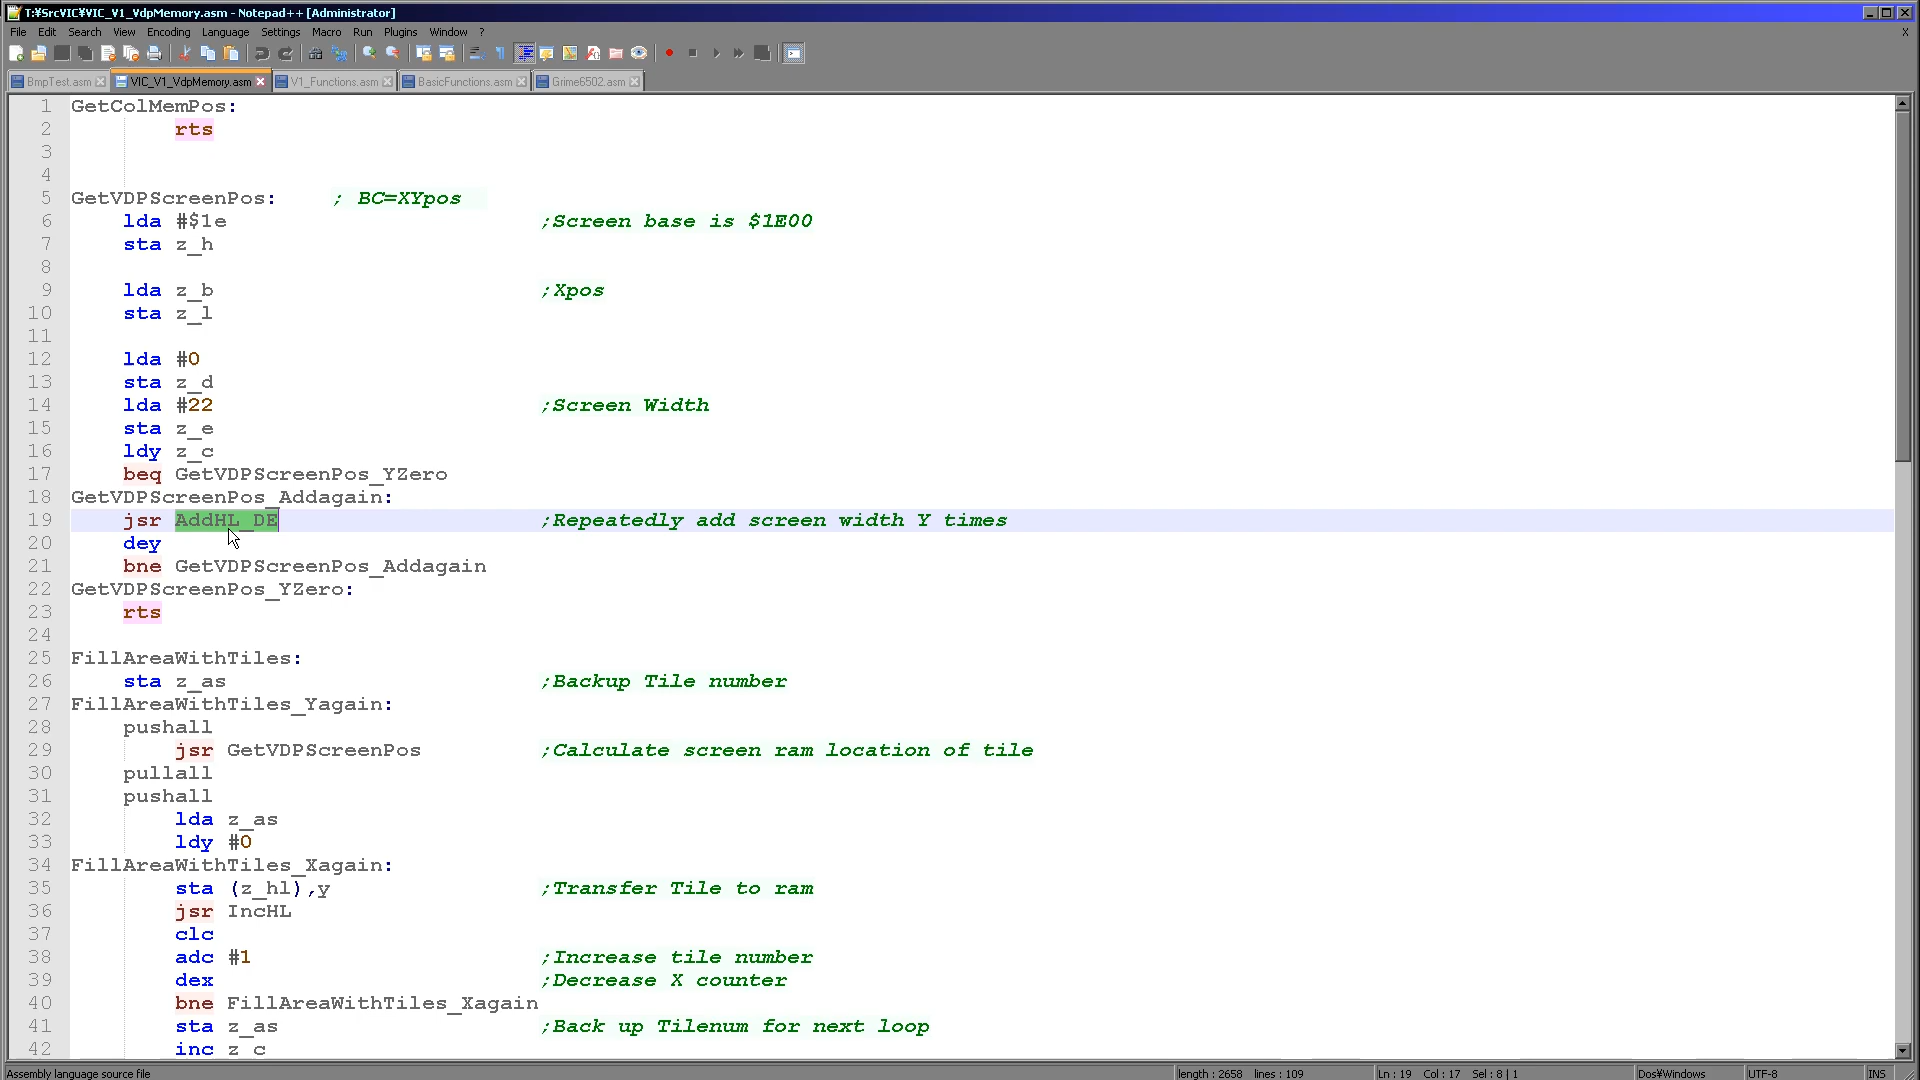 T:¥SrcVIC¥VIC_V1_VdpMemory.asm - Notepad++ [Administrator]
File Edit Search View Encoding Language Settings Macro Run Plugins Window ? X
BmpTest.asm VIC_V1_VdpMemory.asm V1_Functions.asm BasicFunctions.asm Grime6502.asm
1 GetColMemPos:
2 rts
3
4
5 GetVDPScreenPos: ; BC=XYpos
6 lda #$1e ;Screen base is $1E00
7 sta z_h
8
9 lda z_b ;Xpos
10 sta z_l
11
12 lda #0
13 sta z_d
14 lda #22 ;Screen Width
15 sta z_e
16 ldy z_c
17 beq GetVDPScreenPos_YZero
18 GetVDPScreenPos_Addagain:
19 jsr AddHL_DE ;Repeatedly add screen width Y times
20 dey
21 bne GetVDPScreenPos_Addagain
22 GetVDPScreenPos_YZero:
23 rts
24
25 FillAreaWithTiles:
26 sta z_as ;Backup Tile number
27 FillAreaWithTiles_Yagain:
28 pushall
29 jsr GetVDPScreenPos ;Calculate screen ram location of tile
30 pullall
31 pushall
32 lda z_as
33 ldy #0
34 FillAreaWithTiles_Xagain:
35 sta (z_hl),y ;Transfer Tile to ram
36 jsr IncHL
37 clc
38 adc #1 ;Increase tile number
39 dex ;Decrease X counter
40 bne FillAreaWithTiles_Xagain
41 sta z_as ;Back up Tilenum for next loop
42 inc z_c
Assembly language source file length : 2658 lines : 109 Ln : 19 Col : 17 Sel : 8 | 1 Dos¥Windows UTF-8 INS